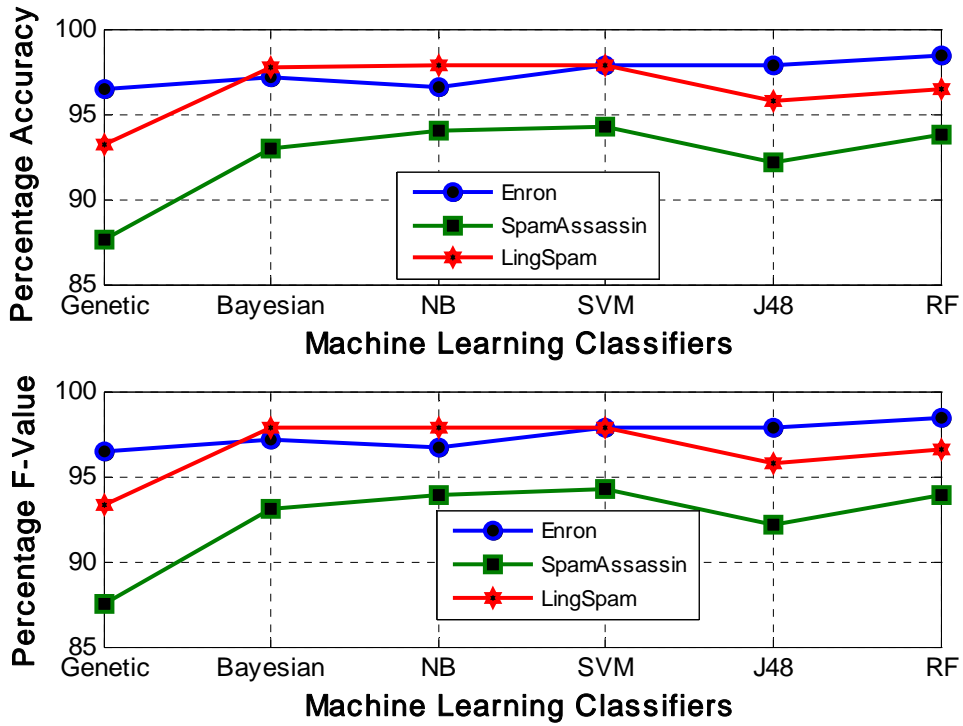 Percentage Accuracy
100
95
90
85
Enron
SpamAssassin
LingSpam
Genetic Bayesian NB SVM J48 RF
Machine Learning Classifiers
Percentage F-Value
100
95
90
85
Enron
SpamAssassin
LingSpam
Genetic Bayesian NB SVM J48 RF
Machine Learning Classifiers